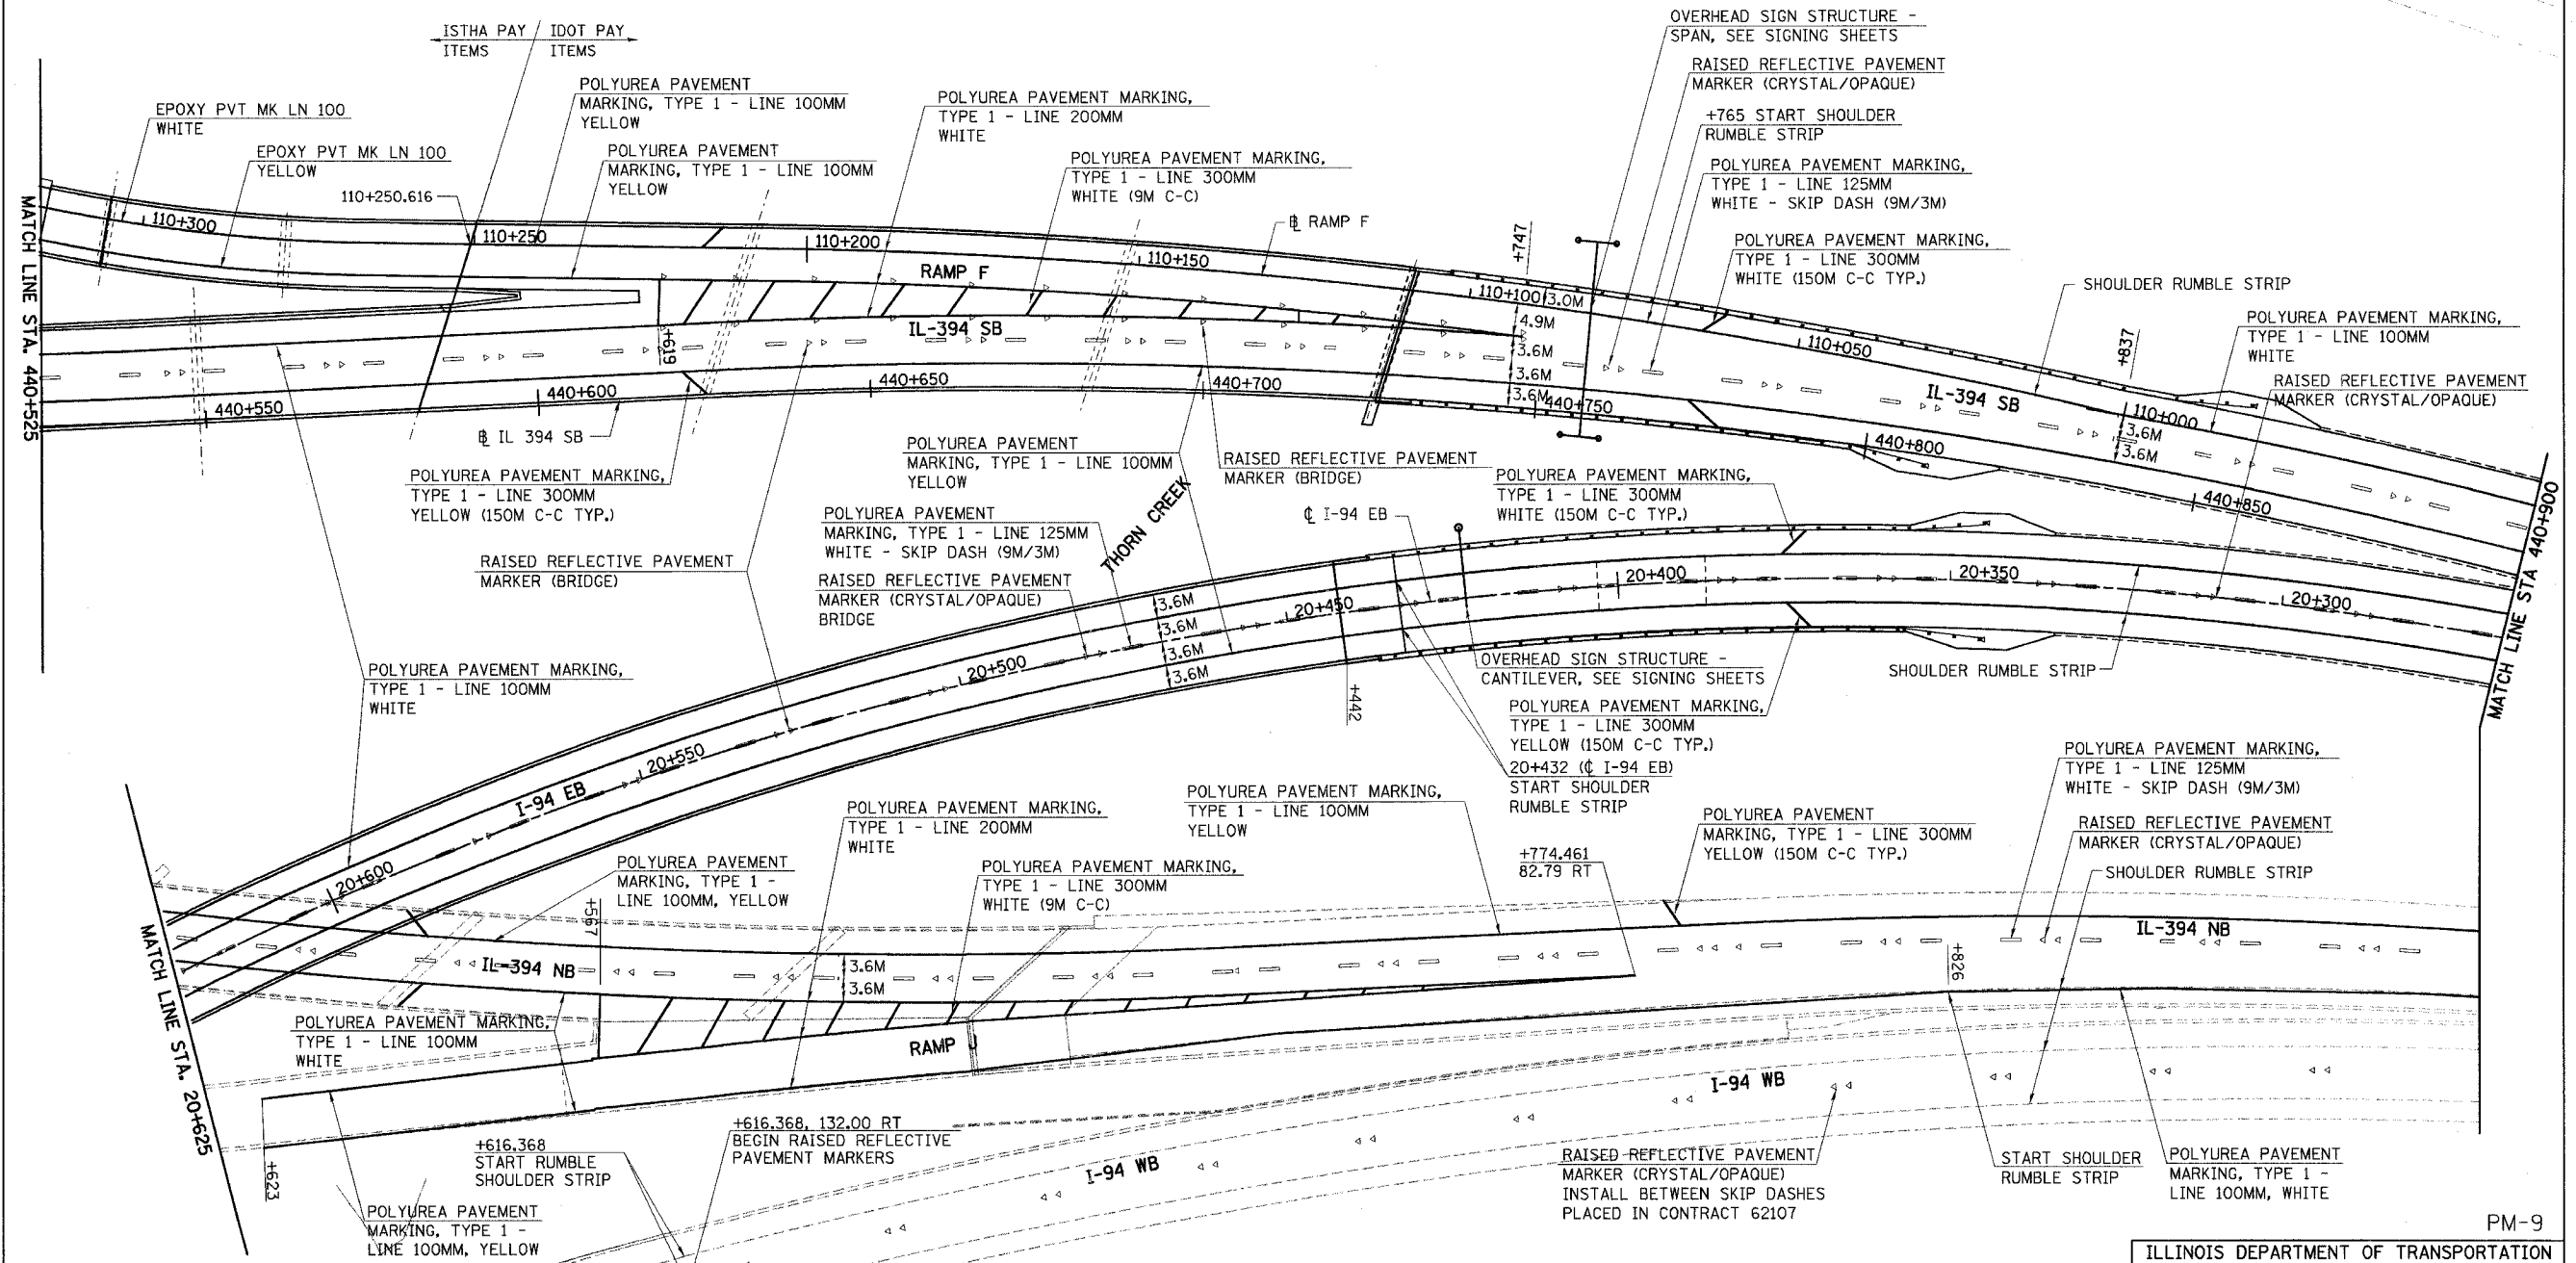 ISTHA PAY / IDOT PAY
ITEMS ITEMS
OVERHEAD SIGN STRUCTURE -
SPAN, SEE SIGNING SHEETS
RAISED REFLECTIVE PAVEMENT
MARKER (CRYSTAL/OPAQUE)
+765 START SHOULDER
RUMBLE STRIP
POLYUREA PAVEMENT MARKING,
TYPE 1 - LINE 125MM
WHITE - SKIP DASH (9M/3M)
POLYUREA PAVEMENT MARKING,
TYPE 1 - LINE 300MM
WHITE (150M C-C TYP.)
SHOULDER RUMBLE STRIP
POLYUREA PAVEMENT MARKING,
TYPE 1 - LINE 100MM
WHITE
RAISED REFLECTIVE PAVEMENT
MARKER (CRYSTAL/OPAQUE)
EPOXY PVT MK LN 100
WHITE
EPOXY PVT MK LN 100
YELLOW
110+250.616
POLYUREA PAVEMENT
MARKING, TYPE 1 - LINE 100MM
YELLOW
POLYUREA PAVEMENT
MARKING, TYPE 1 - LINE 100MM
YELLOW
POLYUREA PAVEMENT MARKING,
TYPE 1 - LINE 200MM
WHITE
POLYUREA PAVEMENT MARKING,
TYPE 1 - LINE 300MM
WHITE (9M C-C)
RAMP F
MATCH LINE STA. 440+525
110+300
110+250
110+200
110+150
110+100
110+050
110+000
RAMP F
+747
3.0M
4.9M
3.6M
3.6M
3.6M
+837
3.6M
3.6M
IL-394 SB
IL-394 SB
+619
440+550
440+600
440+650
440+700
440+750
440+800
440+850
MATCH LINE STA 440+900
IL 394 SB
POLYUREA PAVEMENT MARKING,
TYPE 1 - LINE 300MM
YELLOW (150M C-C TYP.)
RAISED REFLECTIVE PAVEMENT
MARKER (BRIDGE)
POLYUREA PAVEMENT MARKING,
TYPE 1 - LINE 100MM
WHITE
POLYUREA PAVEMENT
MARKING, TYPE 1 - LINE 100MM
YELLOW
RAISED REFLECTIVE PAVEMENT
MARKER (BRIDGE)
POLYUREA PAVEMENT
MARKING, TYPE 1 - LINE 125MM
WHITE - SKIP DASH (9M/3M)
RAISED REFLECTIVE PAVEMENT
MARKER (CRYSTAL/OPAQUE)
BRIDGE
THORN CREEK
POLYUREA PAVEMENT MARKING,
TYPE 1 - LINE 300MM
WHITE (150M C-C TYP.)
℄ I-94 EB
3.6M
3.6M
3.6M
3.6M
20+600
20+550
20+500
20+450
20+400
20+350
20+300
I-94 EB
+442
OVERHEAD SIGN STRUCTURE -
CANTILEVER, SEE SIGNING SHEETS
POLYUREA PAVEMENT MARKING,
TYPE 1 - LINE 300MM
YELLOW (150M C-C TYP.)
20+432 (℄ I-94 EB)
START SHOULDER
RUMBLE STRIP
SHOULDER RUMBLE STRIP
POLYUREA PAVEMENT MARKING,
TYPE 1 - LINE 125MM
WHITE - SKIP DASH (9M/3M)
RAISED REFLECTIVE PAVEMENT
MARKER (CRYSTAL/OPAQUE)
SHOULDER RUMBLE STRIP
POLYUREA PAVEMENT
MARKING, TYPE 1 - LINE 300MM
YELLOW (150M C-C TYP.)
POLYUREA PAVEMENT MARKING,
TYPE 1 - LINE 100MM
YELLOW
+774.461
82.79 RT
POLYUREA PAVEMENT MARKING,
TYPE 1 - LINE 200MM
WHITE
POLYUREA PAVEMENT MARKING,
TYPE 1 - LINE 300MM
WHITE (9M C-C)
POLYUREA PAVEMENT
MARKING, TYPE 1 -
LINE 100MM, YELLOW
+567
IL-394 NB
3.6M
3.6M
IL-394 NB
+826
MATCH LINE STA. 20+625
POLYUREA PAVEMENT MARKING,
TYPE 1 - LINE 100MM
WHITE
RAMP J
+623
POLYUREA PAVEMENT
MARKING, TYPE 1 -
LINE 100MM, YELLOW
+616.368
START RUMBLE
SHOULDER STRIP
+616.368, 132.00 RT
BEGIN RAISED REFLECTIVE
PAVEMENT MARKERS
I-94 WB
I-94 WB
RAISED REFLECTIVE PAVEMENT
MARKER (CRYSTAL/OPAQUE)
INSTALL BETWEEN SKIP DASHES
PLACED IN CONTRACT 62107
START SHOULDER
RUMBLE STRIP
POLYUREA PAVEMENT
MARKING, TYPE 1 -
LINE 100MM, WHITE
PM-9
ILLINOIS DEPARTMENT OF TRANSPORTATION